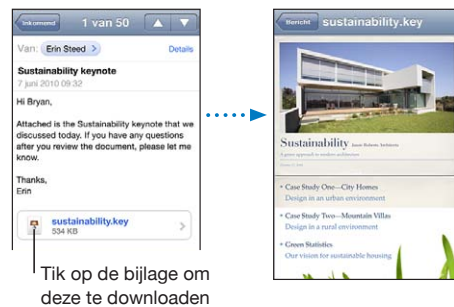 Inkomend
1 van 50
Van: Erin Steed >
Details
Sustainability keynote
7 juni 2010 09:32
Hi Bryan,
Attached is the Sustainability keynote that we
discussed today. If you have any questions
after you review the document, please let me
know.
Thanks,
Erin
sustainability.key
534 KB
Tik op de bijlage om
deze te downloaden
Bericht
sustainability.key
Sustainability
• Case Study One—City Homes
Design in an urban environment
• Case Study Two—Mountain Villas
Design in a rural environment
• Green Statistics
Our vision for sustainable housing